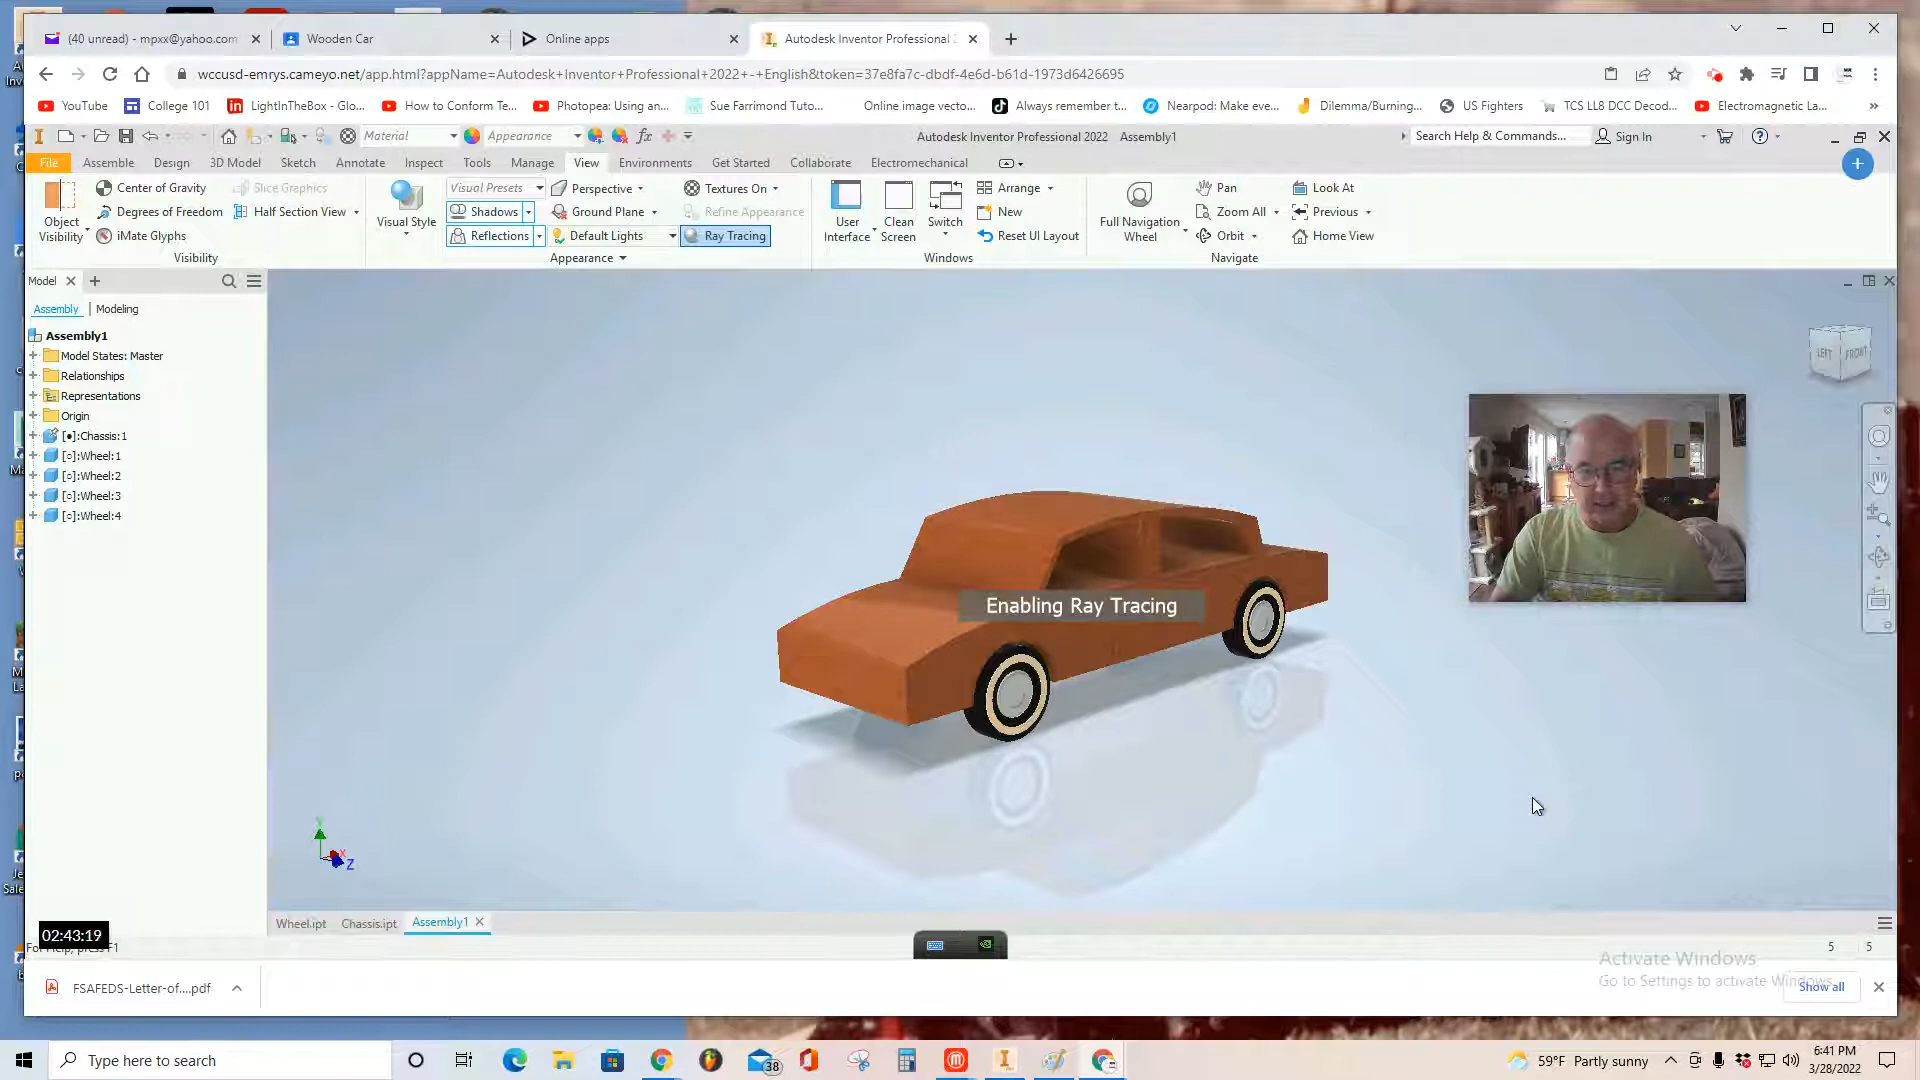 (40 unread) - mpxx@yahoo.com
Wooden Car
Online apps
Autodesk Inventor Professional 2
wccusd-emrys.cameyo.net/app.html?appName=Autodesk+Inventor+Professional+2022+-+English&token=37e8fa7c-dbdf-4e6d-b61d-1973d6426695
YouTube
College 101
LightInTheBox - Glo...
How to Conform Te...
Photopea: Using an...
Sue Farrimond Tuto...
Online image vecto...
Always remember t...
Nearpod: Make eve...
Dilemma/Burning...
US Fighters
TCS LL8 DCC Decod...
Electromagnetic La...
»
Material
Appearance
Autodesk Inventor Professional 2022 Assembly1
Search Help & Commands...
Sign In
File
Assemble
Design
3D Model
Sketch
Annotate
Inspect
Tools
Manage
View
Environments
Get Started
Collaborate
Electromechanical
Object
Visibility
Center of Gravity
Degrees of Freedom
iMate Glyphs
Slice Graphics
Half Section View
Visibility
Visual Style
Visual Presets
Shadows
Reflections
Perspective
Ground Plane
Default Lights
Textures On
Refine Appearance
Ray Tracing
Appearance
User
Interface
Clean
Screen
Switch
Arrange
New
Reset UI Layout
Windows
Full Navigation
Wheel
Pan
Zoom All
Orbit
Look At
Previous
Home View
Navigate
Model
Assembly
Modeling
Assembly1
Model States: Master
Relationships
Representations
Origin
[●]:Chassis:1
[○]:Wheel:1
[○]:Wheel:2
[○]:Wheel:3
[○]:Wheel:4
LEFT FRONT
Enabling Ray Tracing
Y
X
Z
Wheel.ipt
Chassis.ipt
Assembly1
02:43:19
For Help, press F1
5 5
Activate Windows
Go to Settings to activate Windows.
FSAFEDS-Letter-of....pdf
Show all
Type here to search
38
59°F Partly sunny
6:41 PM
3/28/2022